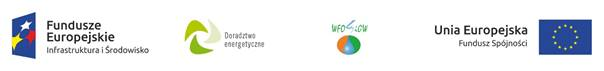 Fundusze
Europejskie
Infrastruktura i Środowisko
Doradztwo
energetyczne
WFOŚiGW
Unia Europejska
Fundusz Spójności